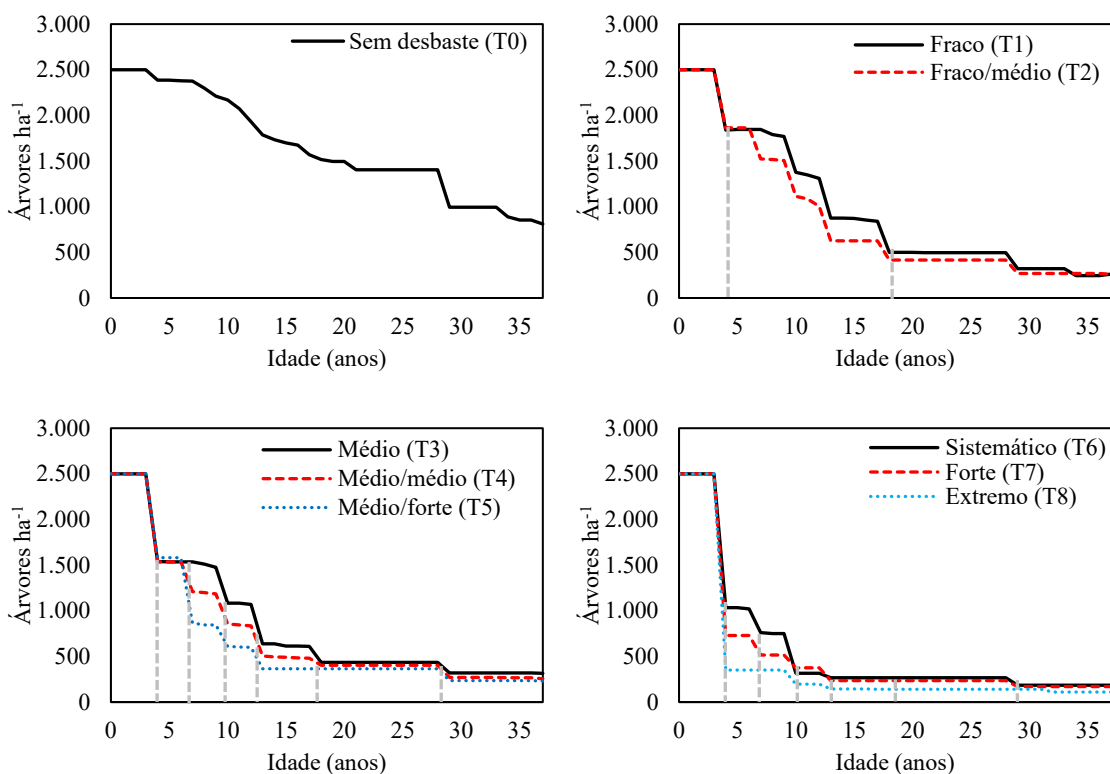 3.000
2.500
2.000
1.500
1.000
500
0
Árvores ha-1
Sem desbaste (T0)
0 5 10 15 20 25 30 35
Idade (anos)
3.000
2.500
2.000
1.500
1.000
500
0
Árvores ha-1
Fraco (T1)
Fraco/médio (T2)
0 5 10 15 20 25 30 35
Idade (anos)
3.000
2.500
2.000
1.500
1.000
500
0
Árvores ha-1
Médio (T3)
Médio/médio (T4)
Médio/forte (T5)
0 5 10 15 20 25 30 35
Idade (anos)
3.000
2.500
2.000
1.500
1.000
500
0
Árvores ha-1
Sistemático (T6)
Forte (T7)
Extremo (T8)
0 5 10 15 20 25 30 35
Idade (anos)